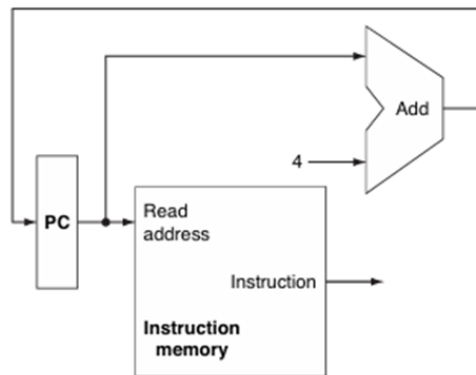 Add
4
PC
Read
address
Instruction
Instruction
memory